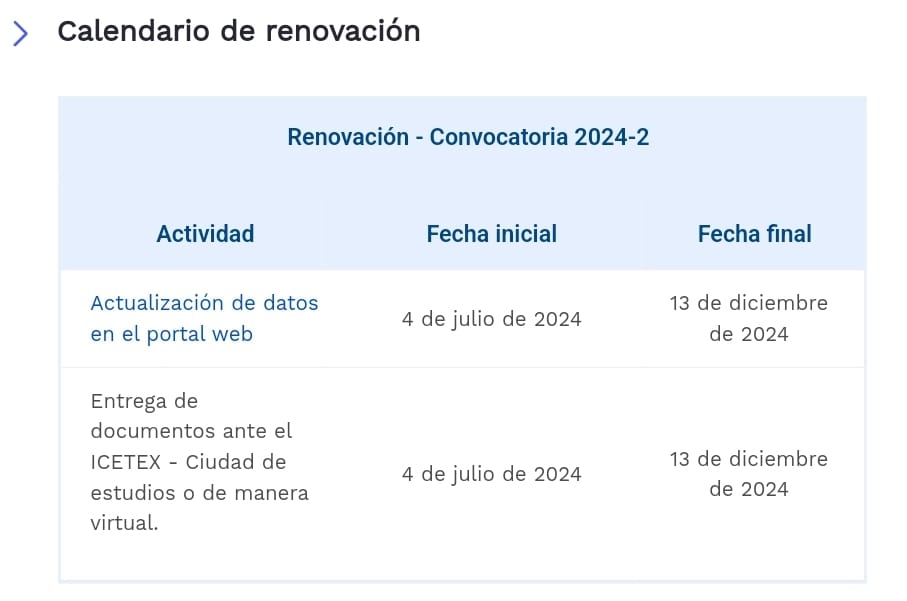 Calendario de renovación
Renovación - Convocatoria 2024-2
Actividad Fecha inicial Fecha final
Actualización de datos
en el portal web
4 de julio de 2024
13 de diciembre
de 2024
Entrega de
documentos ante el
ICETEX - Ciudad de
estudios o de manera
virtual.
4 de julio de 2024
13 de diciembre
de 2024